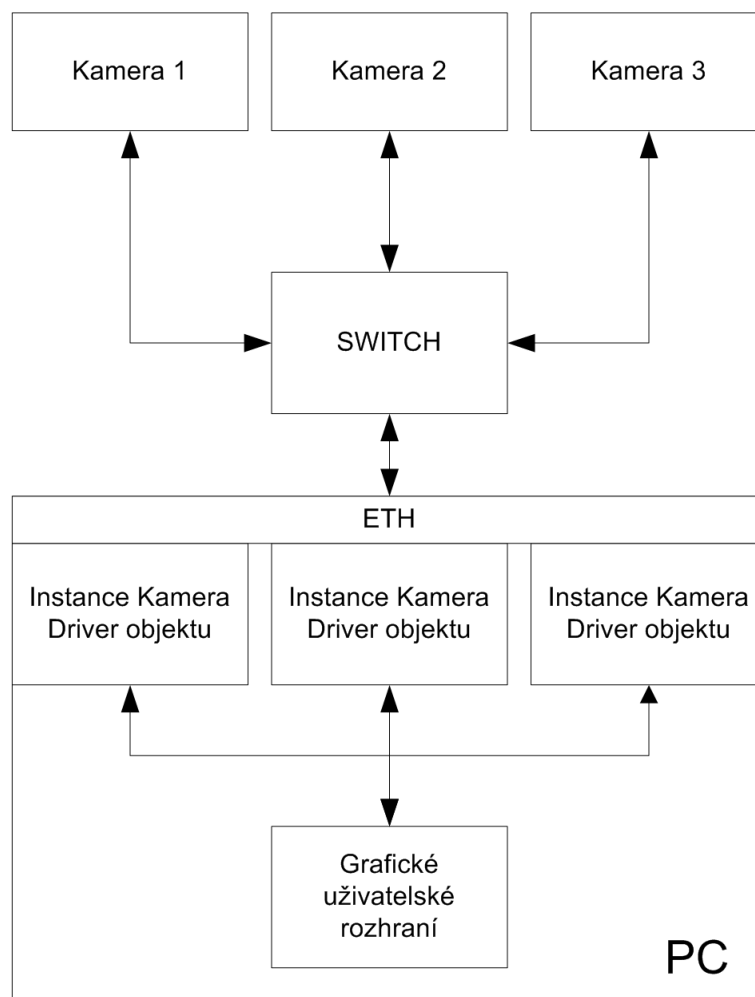 Kamera 1
Kamera 2
Kamera 3
SWITCH
ETH
Instance Kamera
Driver objektu
Instance Kamera
Driver objektu
Instance Kamera
Driver objektu
Grafické
uživatelské
rozhraní
PC